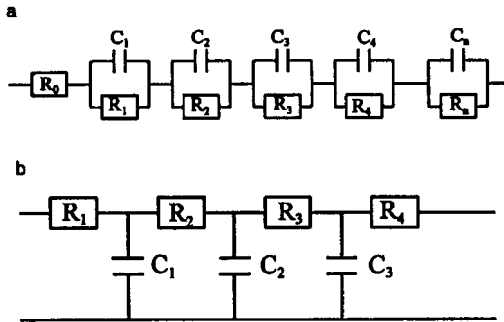 a
C₁ C₂ C₃ C₄ Cₙ
R₀ R₁ R₂ R₃ R₄ Rₙ
b
R₁ R₂ R₃ R₄
C₁ C₂ C₃